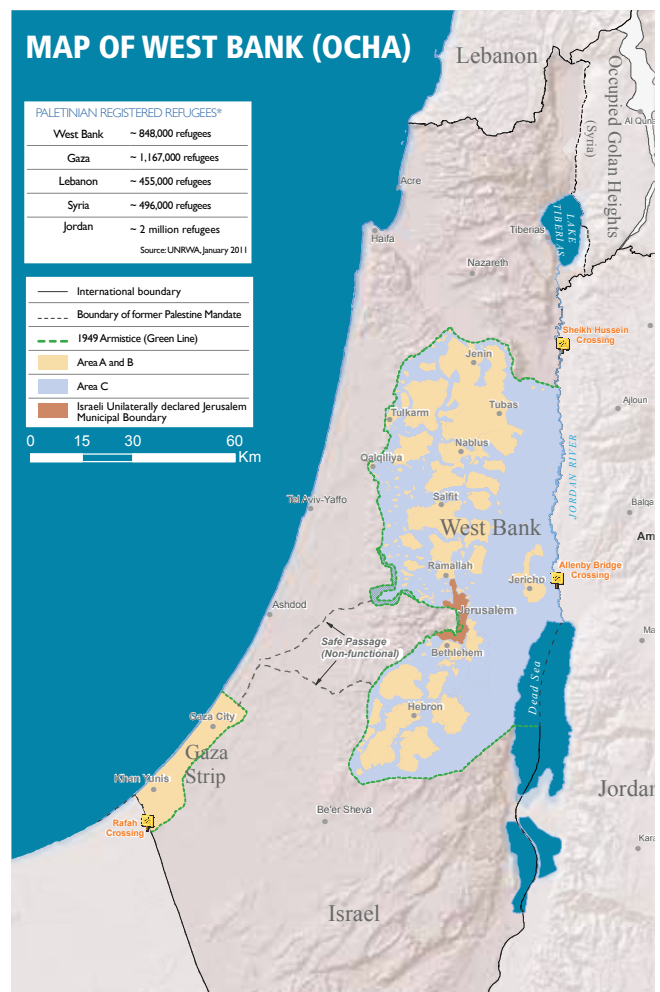 MAP OF WEST BANK (OCHA)
PALETINIAN REGISTERED REFUGEES*
West Bank ~ 848,000 refugees
Gaza ~ 1,167,000 refugees
Lebanon ~ 455,000 refugees
Syria ~ 496,000 refugees
Jordan ~ 2 million refugees
Source: UNRWA, January 2011
International boundary
Boundary of former Palestine Mandate
1949 Armistice (Green Line)
Area A and B
Area C
Israeli Unilaterally declared Jerusalem
Municipal Boundary
0 15 30 60
Km
Lebanon
Occupied Golan Heights
(Syria)
Acre
Haifa
Tiberias
LAKE
TIBERIAS
Nazareth
Sheikh Hussein
Crossing
Jenin
Ajloun
Tulkarm
Tubas
Nablus
Qalqiliya
JORDAN REAIR
Tel Aviv-Yaffo
Salfit
Balqa
West Bank
Am
Ramallah
Allenby Bridge
Crossing
Jericho
Ashdod
Jerusalem
Ma
Safe Passage
(Non-functional)
Bethlehem
Dead Sea
Hebron
Gaza City
Gaza
Strip
Khan Yunis
Jordan
Be'er Sheva
Rafah
Crossing
Kara
Israel